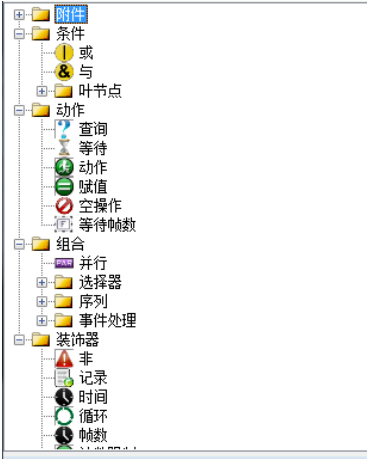 附件
条件
或
& 与
叶节点
动作
? 查询
等待
动作
赋值
空操作
F 等待帧数
组合
PAR 并行
选择器
序列
事件处理
装饰器
非
记录
时间
循环
帧数